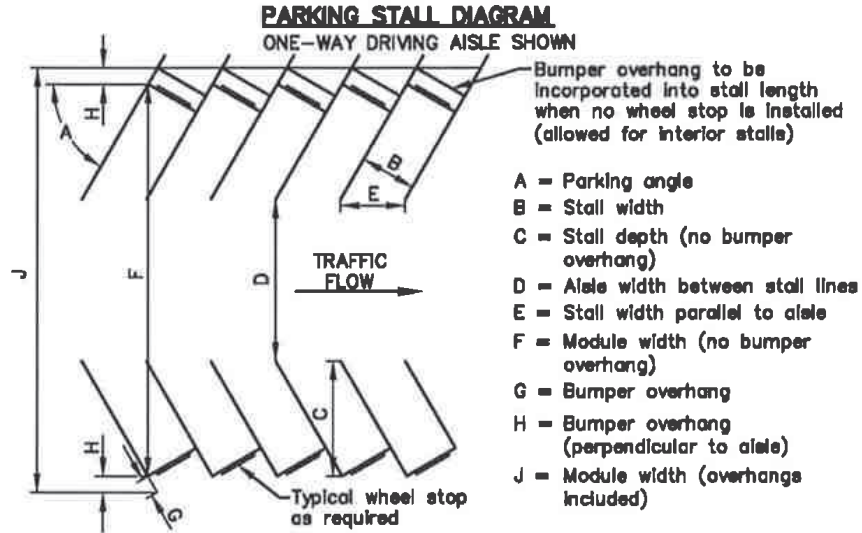 PARKING STALL DIAGRAM
ONE-WAY DRIVING AISLE SHOWN
Bumper overhang to be
incorporated into stall length
when no wheel stop is installed
(allowed for interior stalls)
H
A
B
E
J
F
D
TRAFFIC
FLOW
C
H
G
Typical wheel stop
as required
A = Parking angle
B = Stall width
C = Stall depth (no bumper
overhang)
D = Aisle width between stall lines
E = Stall width parallel to aisle
F = Module width (no bumper
overhang)
G = Bumper overhang
H = Bumper overhang
(perpendicular to aisle)
J = Module width (overhangs
included)